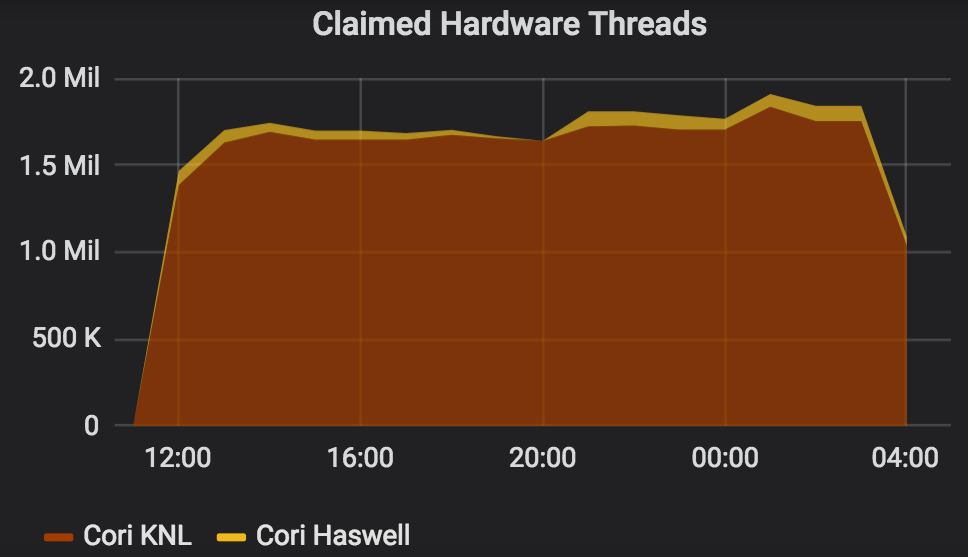 Claimed Hardware Threads
2.0 Mil
1.5 Mil
1.0 Mil
500 K
0
12:00 16:00 20:00 00:00 04:00
Cori KNL Cori Haswell